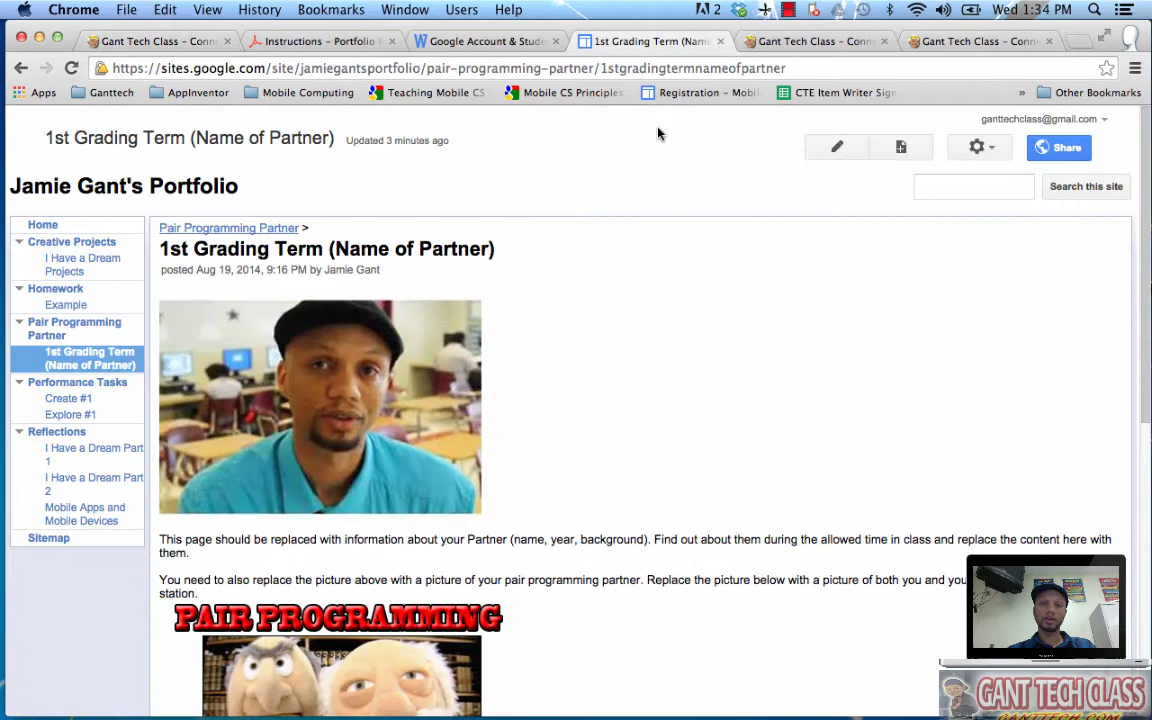 Chrome File Edit View History Bookmarks Window Users Help 2 Wed 1:34 PM
Gant Tech Class – Conne × Instructions – Portfolio × Google Account & Stude × 1st Grading Term (Name × Gant Tech Class – Conne × Gant Tech Class – Conne ×
https://sites.google.com/site/jamiegantsportfolio/pair-programming-partner/1stgradingtermnameofpartner
Apps Ganttech AppInventor Mobile Computing Teaching Mobile CS Mobile CS Principles Registration – Mobil CTE Item Writer Sign » Other Bookmarks
ganttechclass@gmail.com
1st Grading Term (Name of Partner) Updated 3 minutes ago
Share
Jamie Gant's Portfolio
Search this site
Home
Creative Projects
I Have a Dream
Projects
Homework
Example
Pair Programming
Partner
1st Grading Term
(Name of Partner)
Performance Tasks
Create #1
Explore #1
Reflections
I Have a Dream Part
1
I Have a Dream Part
2
Mobile Apps and
Mobile Devices
Sitemap
Pair Programming Partner >
1st Grading Term (Name of Partner)
posted Aug 19, 2014, 9:16 PM by Jamie Gant
This page should be replaced with information about your Partner (name, year, background). Find out about them during the allowed time in class and replace the content here with
them.
You need to also replace the picture above with a picture of your pair programming partner. Replace the picture below with a picture of both you and you
station.
PAIR PROGRAMMING
GANT TECH CLASS
GANTTECH.COM